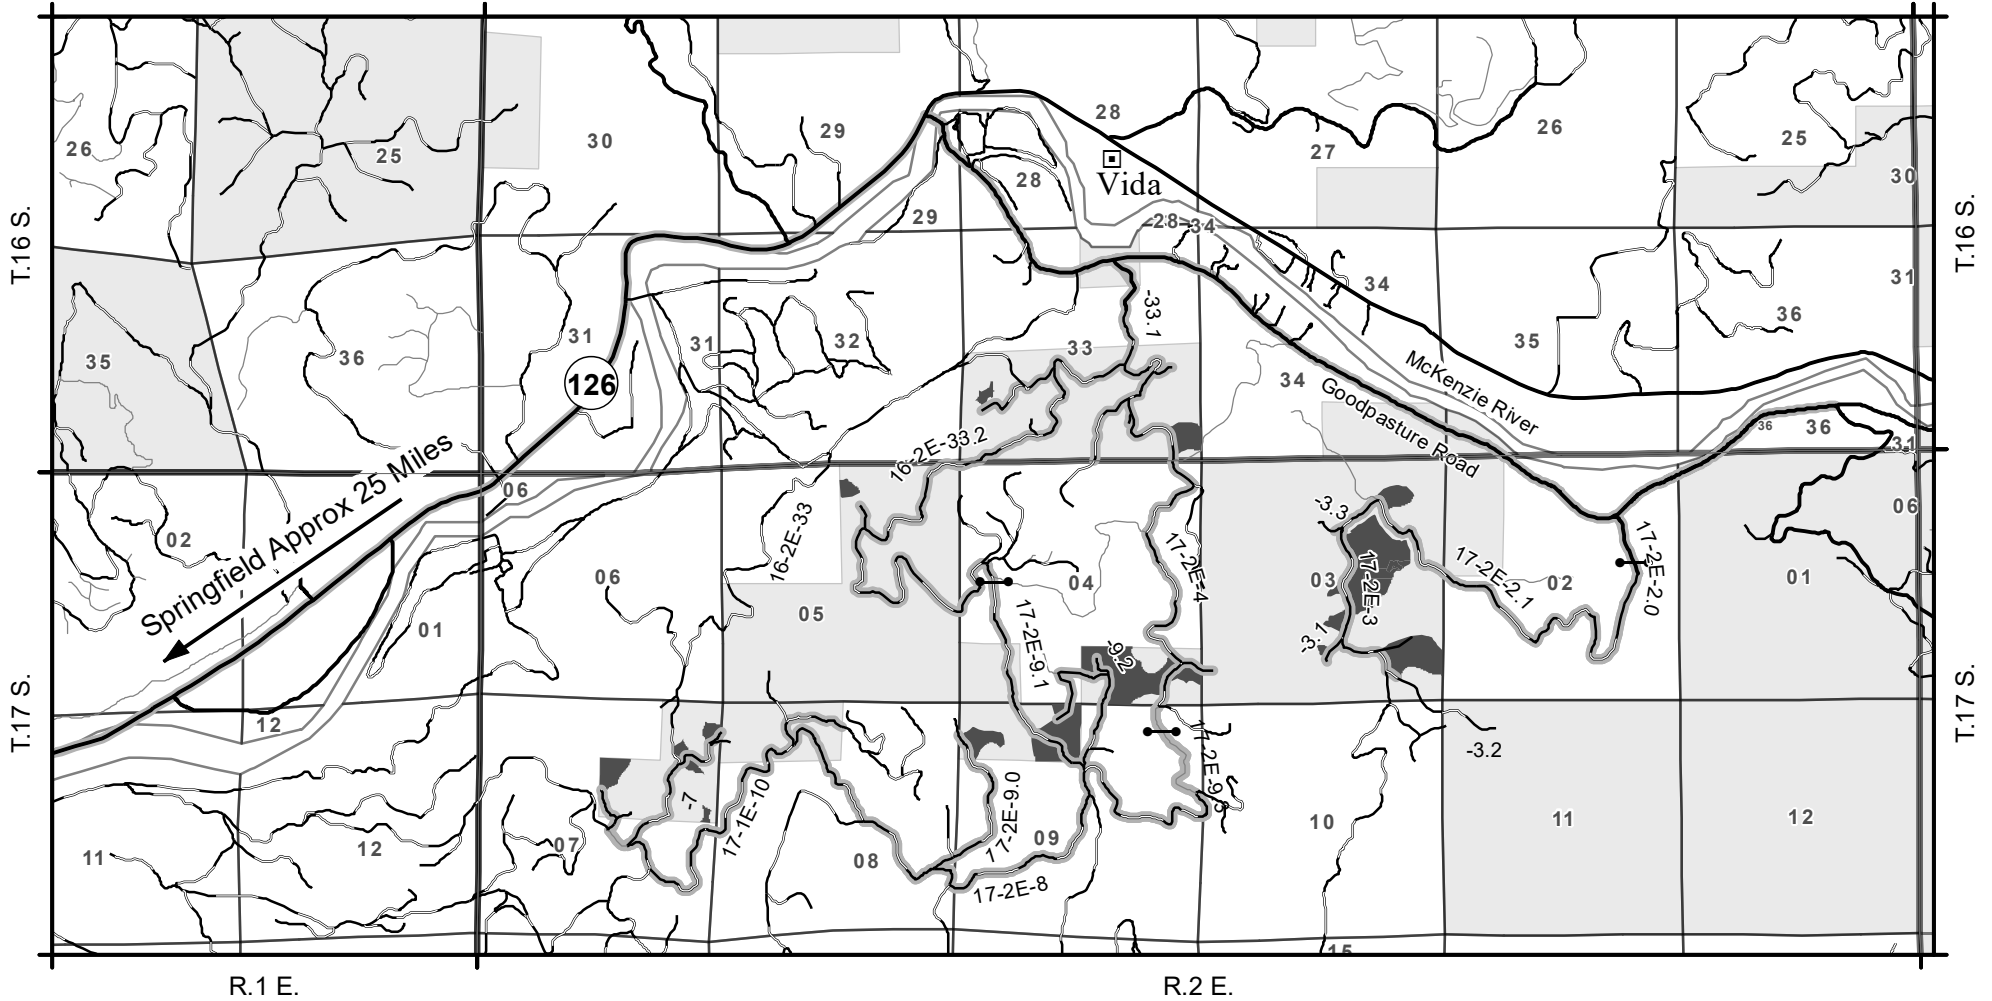 28
29
26
25
30
26
27
25
28
30
Vida
29
28
34
T.16 S.
T.16 S.
34
31
36
-33.1
31
31
32
33
35
35
36
126
34
McKenzie River
Goodpasture Road
36
36
31
16-2E-33.2
Springfield Approx 25 Miles
06
-3.3
06
02
16-2E-33
17-2E-4
17-2E-3
17-2E-2.1
17-2E-2.0
06
04
03
02
01
05
17-2E-9.1
01
-3.1
-9.2
T.17 S.
T.17 S.
12
17-2E-9.3
-3.2
-7
17-1E-10
17-2E-9.0
10
11
12
09
11
12
07
08
17-2E-8
15
R.1 E.
R.2 E.